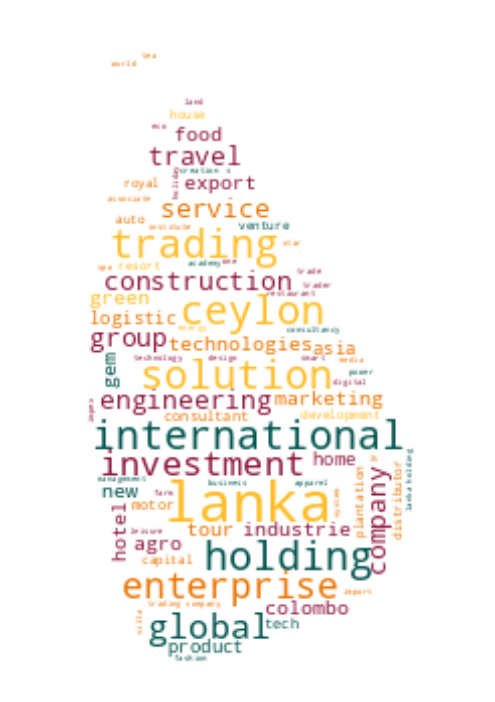 tea
world
land
house
eco
food
travel
creation s
holiday
royal
export
associate
service
auto
institute
venture
trading
star
academy
one
spa
resort
trade
construction
trader
restaurant
green
ceylon
logistic
energy
consultancy
group
technologies
asia
technology
design
smart
media
gem
solution
power
digital
engineering
marketing
impex
consultant
development
international
investment
home
management
business
apparel
company
plantation
distributor
lanka holding
new
farm
lanka
system
motor
hotel
leisure
tour
industrie
agro
holding
capital
enterprise
import
trading company
colombo
villa
global
tech
product
fashion